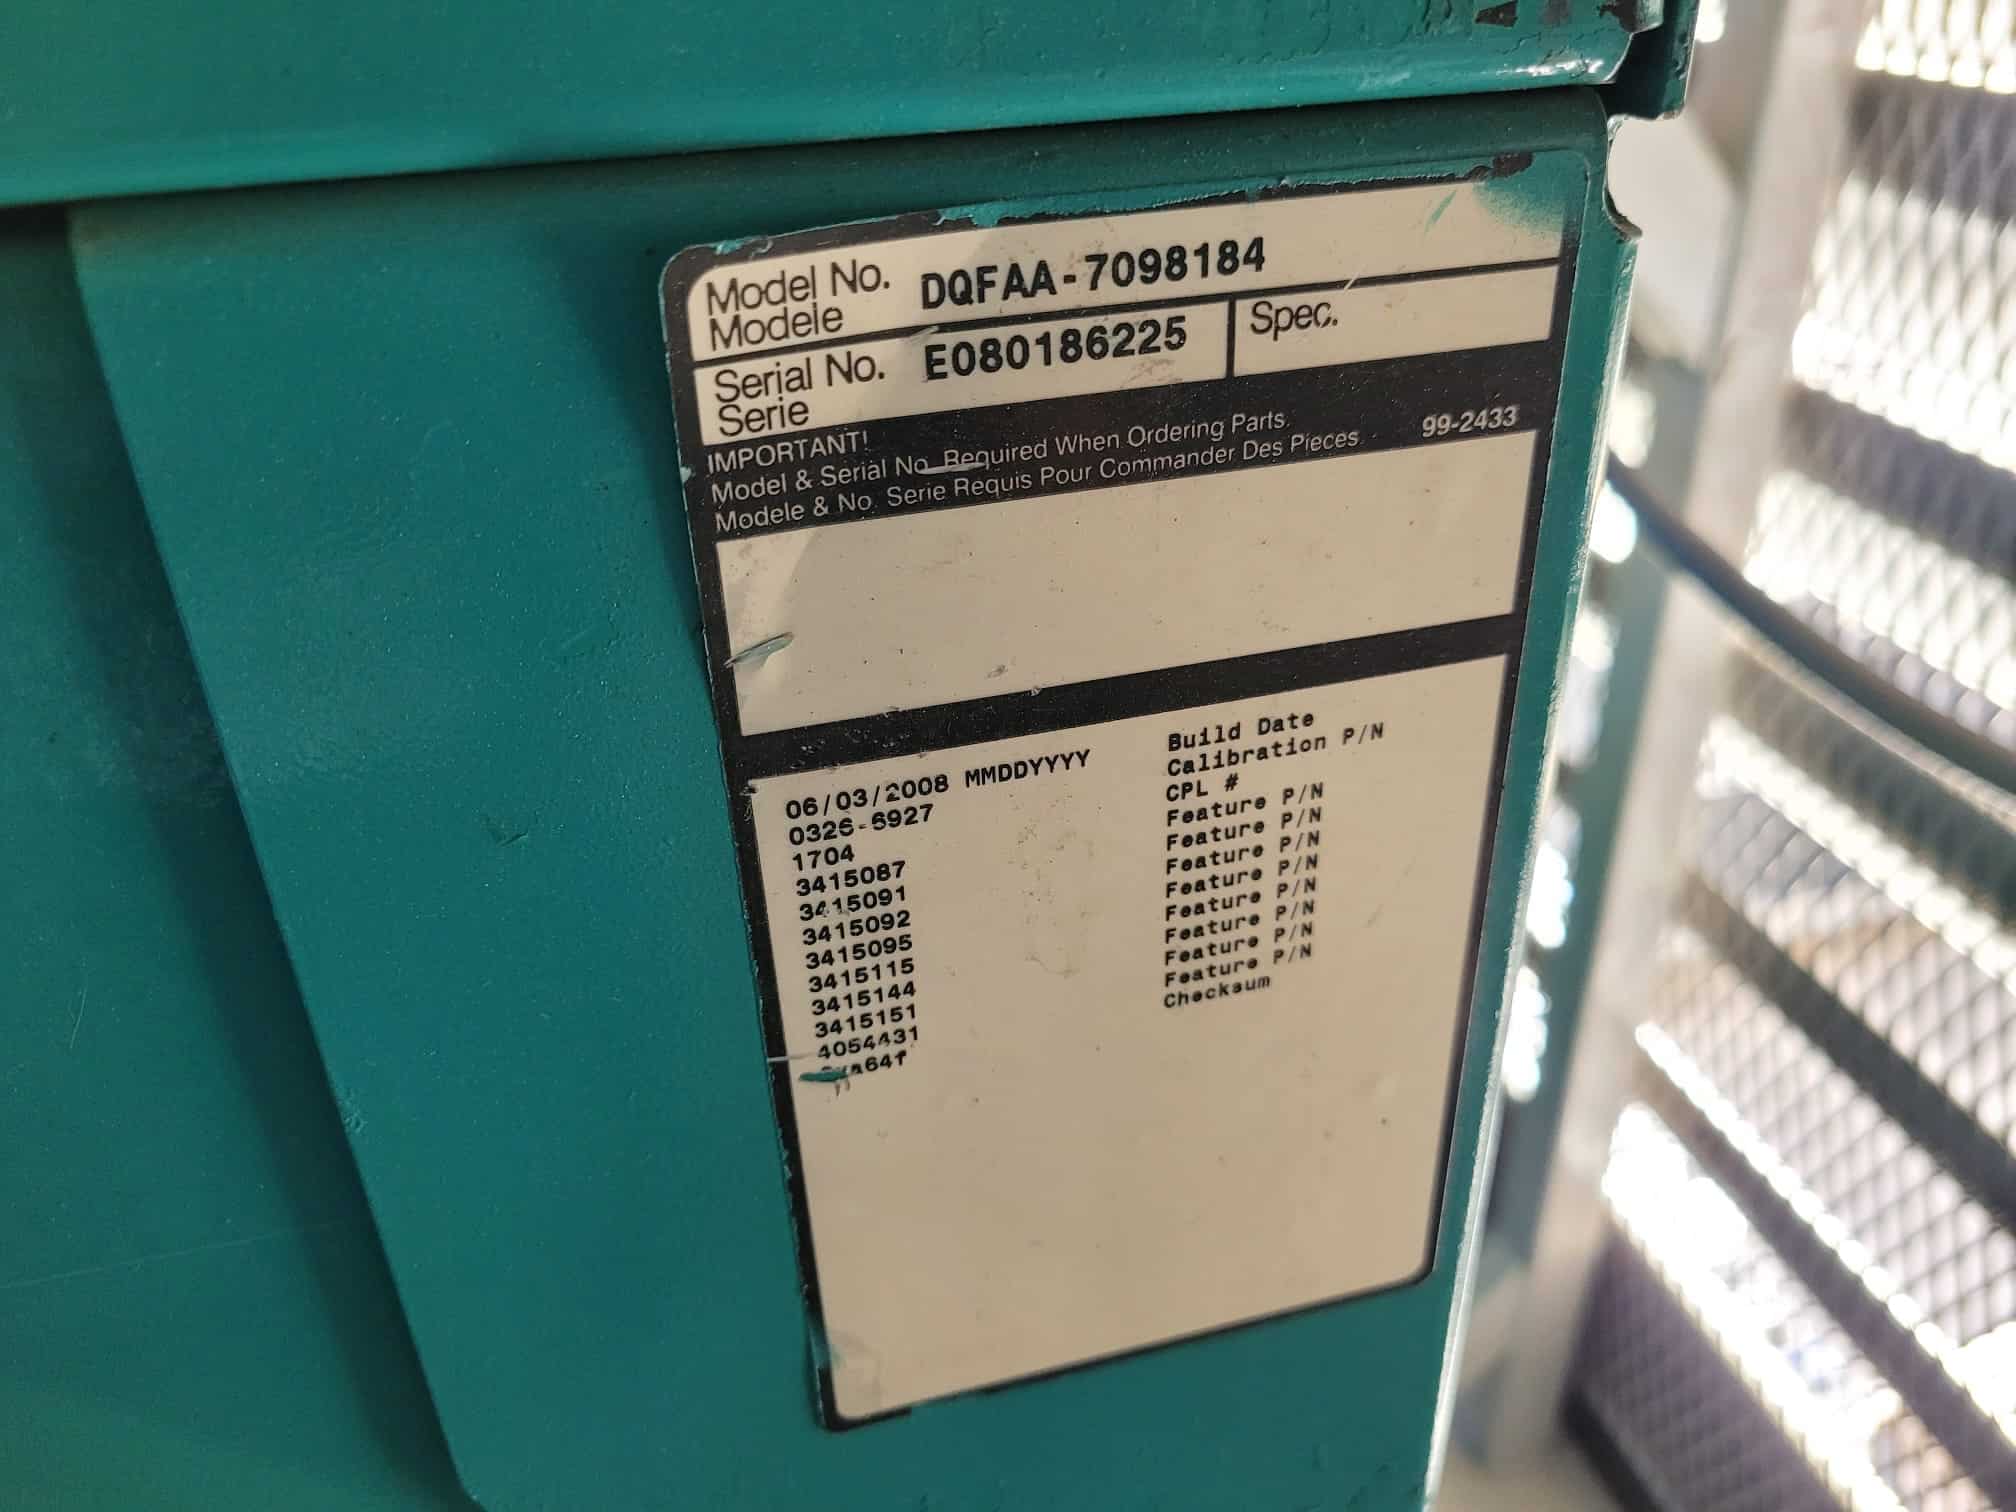 Model No. DQFAA-7098184
Modele
Serial No. E080186225 Spec.
Serie
IMPORTANT!
Model & Serial No. Required When Ordering Parts. 99-2433
Modele & No. Serie Requis Pour Commander Des Pieces.
06/03/2008 MMDDYYYY Build Date
0326-6927 Calibration P/N
1704 CPL #
3415087 Feature P/N
3415091 Feature P/N
3415092 Feature P/N
3415095 Feature P/N
3415115 Feature P/N
3415144 Feature P/N
3415151 Feature P/N
4054431 Feature P/N
Checksum